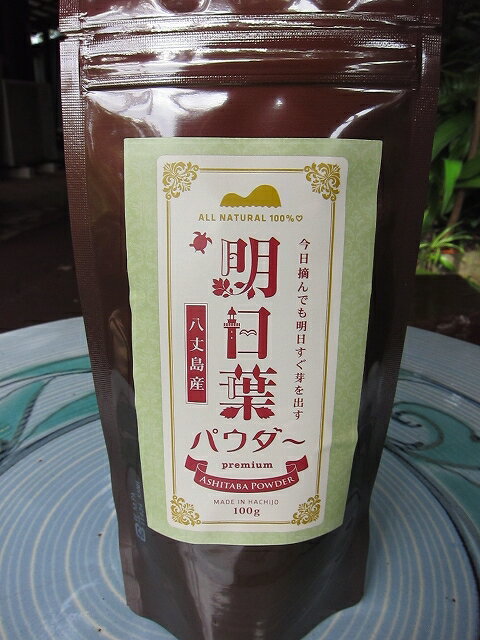 ALL NATURAL 100%♡
今日摘んでも明日すぐ芽を出す
明日葉
八丈島産
パウダ～
premium
ASHITABA POWDER
MADE IN HACHIJO
100g